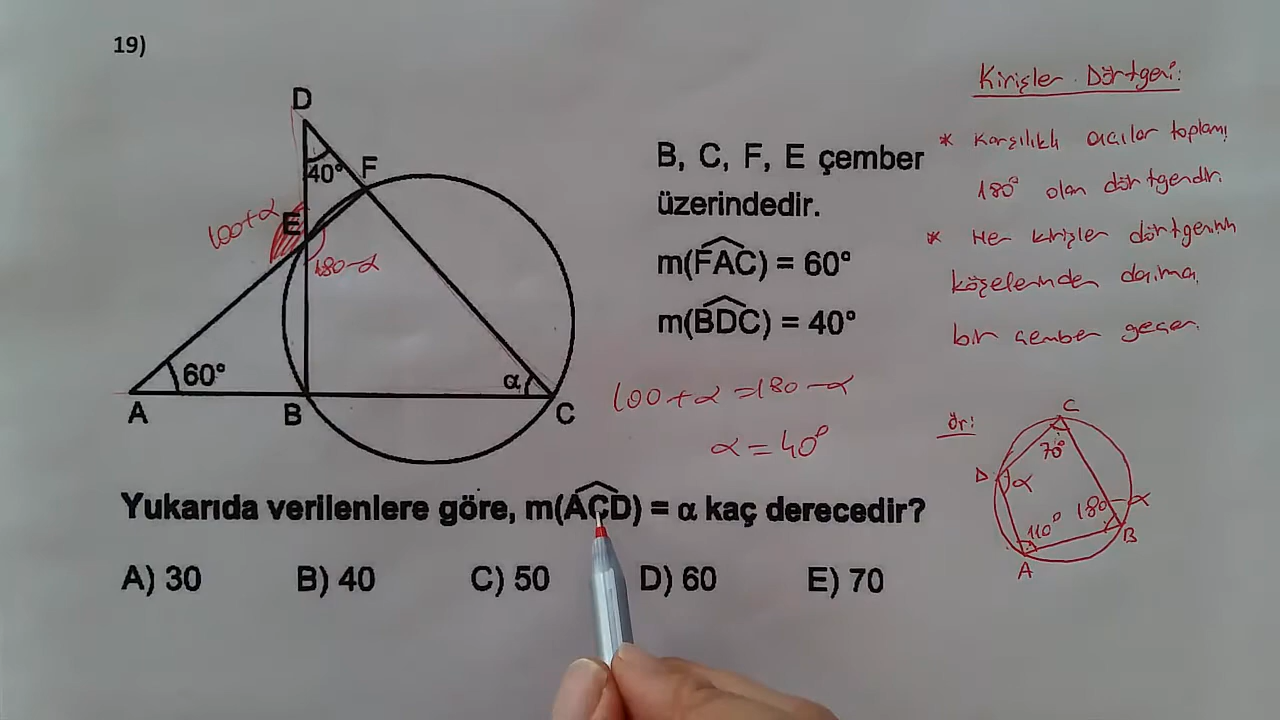 19)
D
40°
F
100+α
E
180-α
60°
α
A
B
C
B, C, F, E çember
üzerindedir.
m(FAC) = 60°
m(BDC) = 40°
100+α=180-α
α=40°
Yukarıda verilenlere göre, m(ACD) = α kaç derecedir?
A) 30 B) 40 C) 50 D) 60 E) 70
Kirişler Dörtgeni:
* Karşılıklı açılar toplamı
180° olan dörtgendir.
* Her kirişler dörtgeninin
köşelerinden daima
bir çember geçer.
Ör:
C
70°
D
α
180-α
110°
B
A